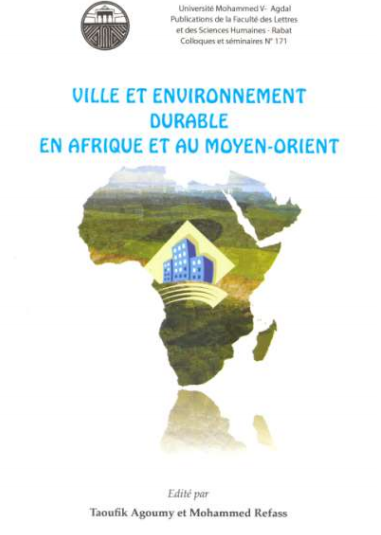 Université Mohammed V- Agdal
Publications de la Faculté des Lettres
et des Sciences Humaines - Rabat
Colloques et séminaires N° 171
VILLE ET ENVIRONNEMENT
DURABLE
EN AFRIQUE ET AU MOYEN-ORIENT
Edité par
Taoufik Agoumy et Mohammed Refass